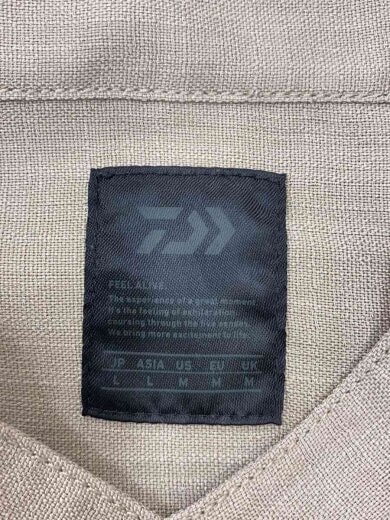 FEEL ALIVE.
The experience of a great moment.
It's the feeling of exhilaration
coursing through the five senses.
We bring more excitement to life.
JP ASIA US EU UK
L L M M M